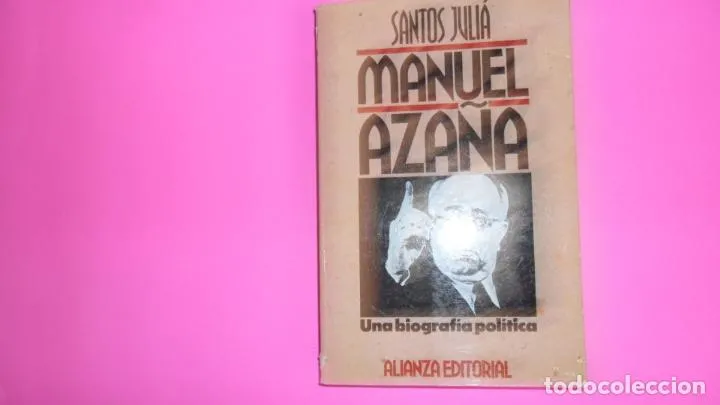 SANTOS JULIÁ
MANUEL
AZAÑA
Una biografía política
ALIANZA EDITORIAL
todocoleccion